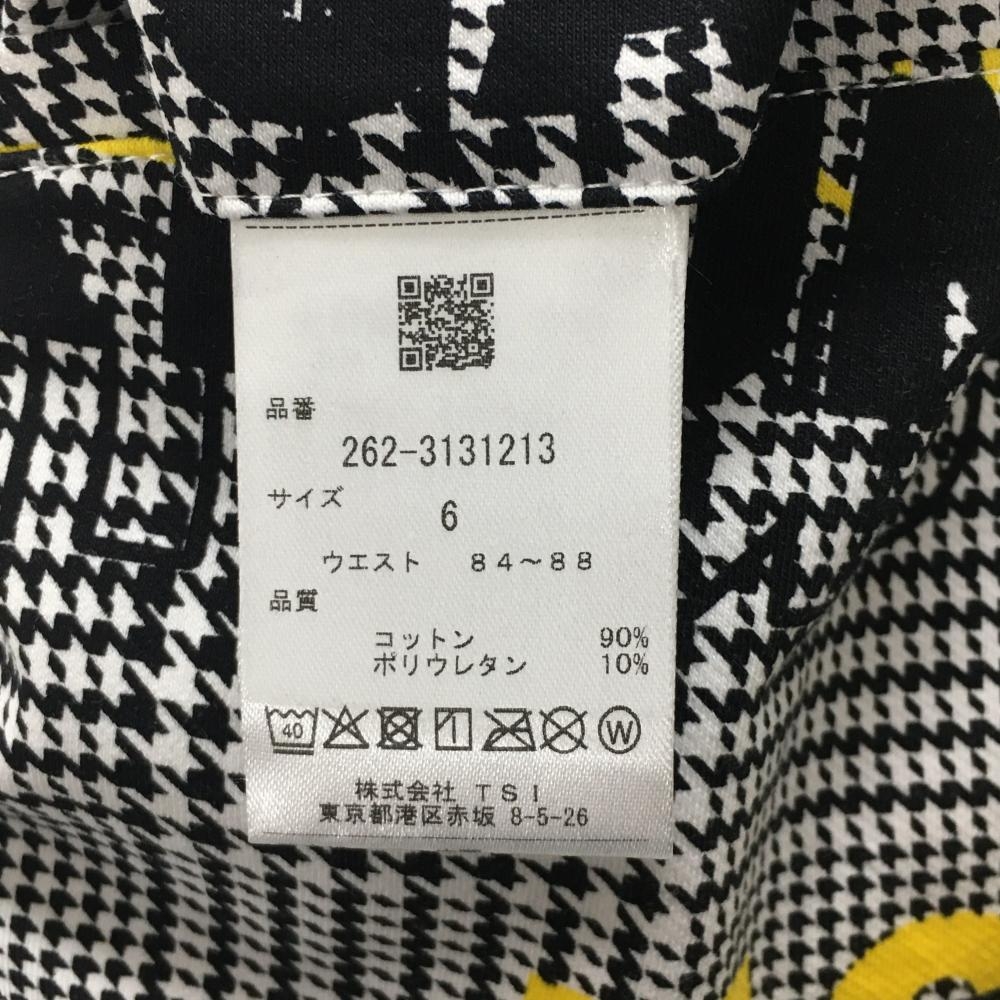 品番
262-3131213
サイズ
6
ウエスト 84～88
品質
コットン 90%
ポリウレタン 10%
40 W
株式会社 TSI
東京都港区赤坂 8-5-26